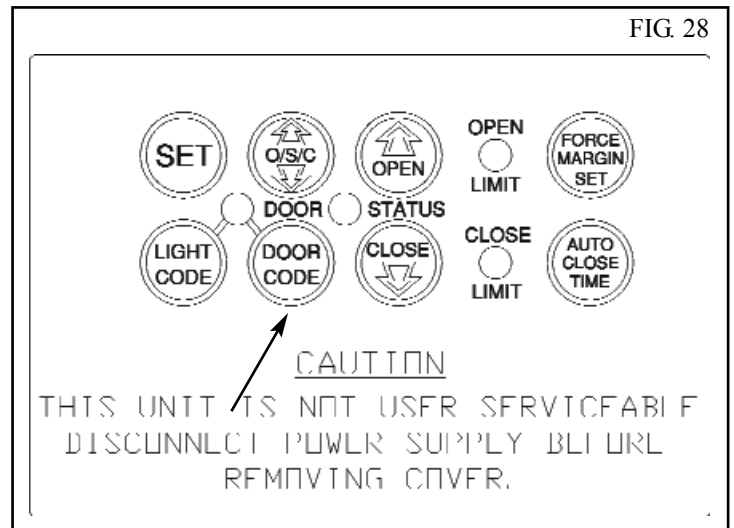 FIG. 28
SET
O/S/C
OPEN
OPEN
LIMIT
FORCE
MARGIN
SET
DOOR STATUS
LIGHT
CODE
DOOR
CODE
CLOSE
CLOSE
LIMIT
AUTO
CLOSE
TIME
CAUTION
THIS UNIT IS NOT USER SERVICEABLE
DISCONNECT POWER SUPPLY BEFORE
REMOVING COVER.